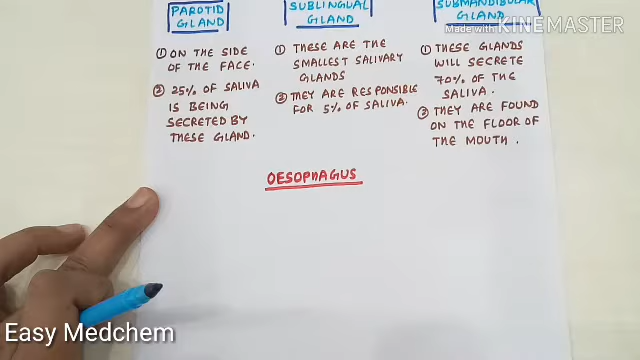 PAROTID
GLAND
① ON THE SIDE
OF THE FACE.
② 25% OF SALIVA
IS BEING
SECRETED BY
THESE GLAND.
SUBLINGUAL
GLAND
① THESE ARE THE
SMALLEST SALIVARY
GLANDS
② THEY ARE RESPONSIBLE
FOR 5% OF SALIVA.
SUBMANDIBULAR
GLAND
① THESE GLANDS
WILL SECRETE
70% OF THE
SALIVA.
② THEY ARE FOUND
ON THE FLOOR OF
THE MOUTH.
OESOPHAGUS
Made with KINEMASTER
Easy Medchem